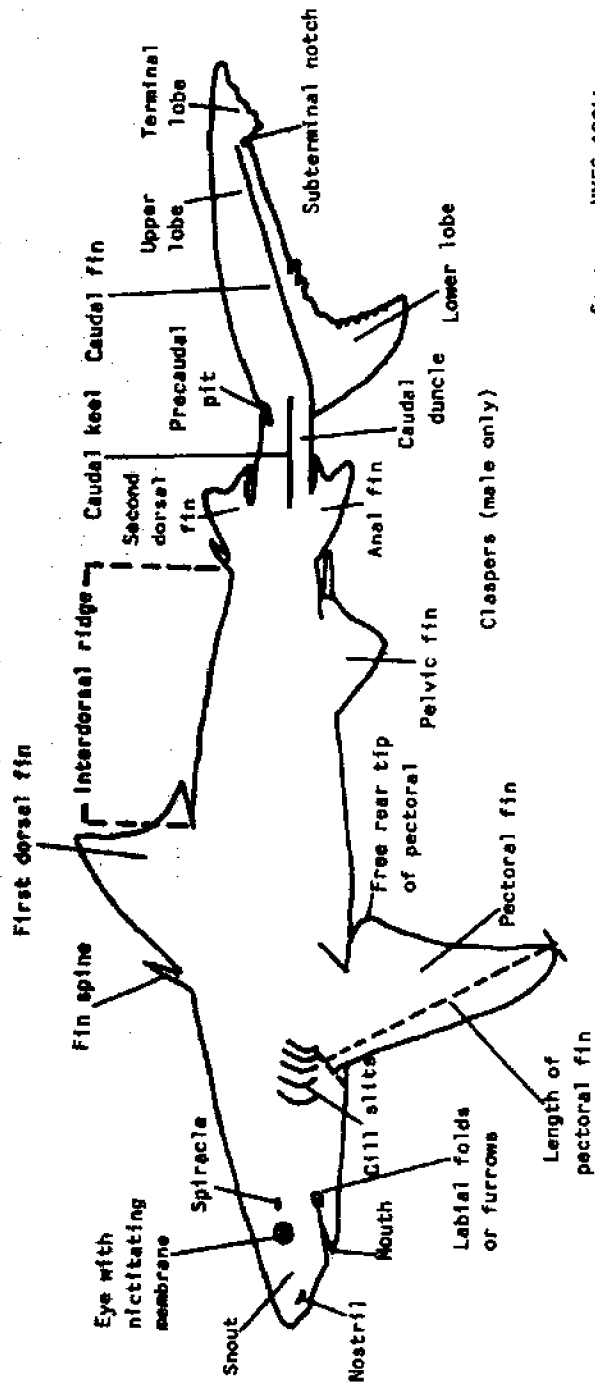 First dorsal fin
Interdorsal ridge
Fin spine
Caudal keel
Caudal fin
Second
dorsal
fin
Precaudal
pit
Upper
lobe
Terminal
lobe
Eye with
nictitating
membrane
Spiracle
Snout
Nostril
Mouth
Gill slits
Labial folds
or furrows
Length of
pectoral fin
Pectoral fin
Free rear tip
of pectoral
Pelvic fin
Claspers (male only)
Anal fin
Caudal
duncle
Lower lobe
Subterminal notch